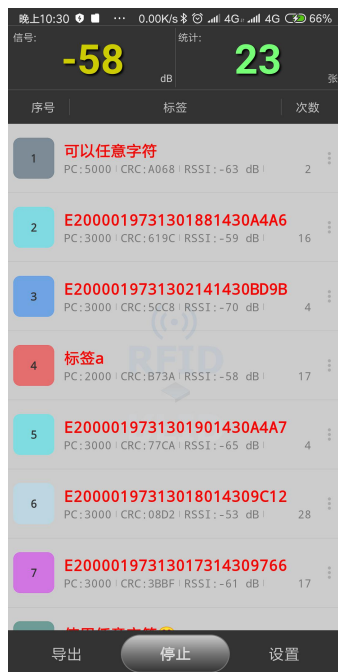 晚上10:30 ... 0.00K/s 4G 4G 66%
信号: 统计:
-58 23
dB 张
序号 标签 次数
1 可以任意字符
PC:5000 CRC:A068 RSSI:-63 dB 2
2 E2000019731301881430A4A6
PC:3000 CRC:619C RSSI:-59 dB 16
3 E2000019731302141430BD9B
PC:3000 CRC:5CC8 RSSI:-70 dB 4
RFID
4 标签a
PC:2000 CRC:B73A RSSI:-58 dB 17
5 E2000019731301901430A4A7
PC:3000 CRC:77CA RSSI:-65 dB 4
6 E20000197313018014309C12
PC:3000 CRC:08D2 RSSI:-53 dB 28
7 E20000197313017314309766
PC:3000 CRC:3BBF RSSI:-61 dB 17
导出 停止 设置